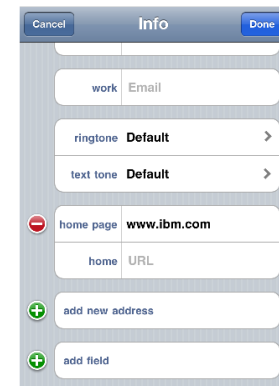 Cancel Info Done
work Email
ringtone Default
text tone Default
home page www.ibm.com
home URL
add new address
add field